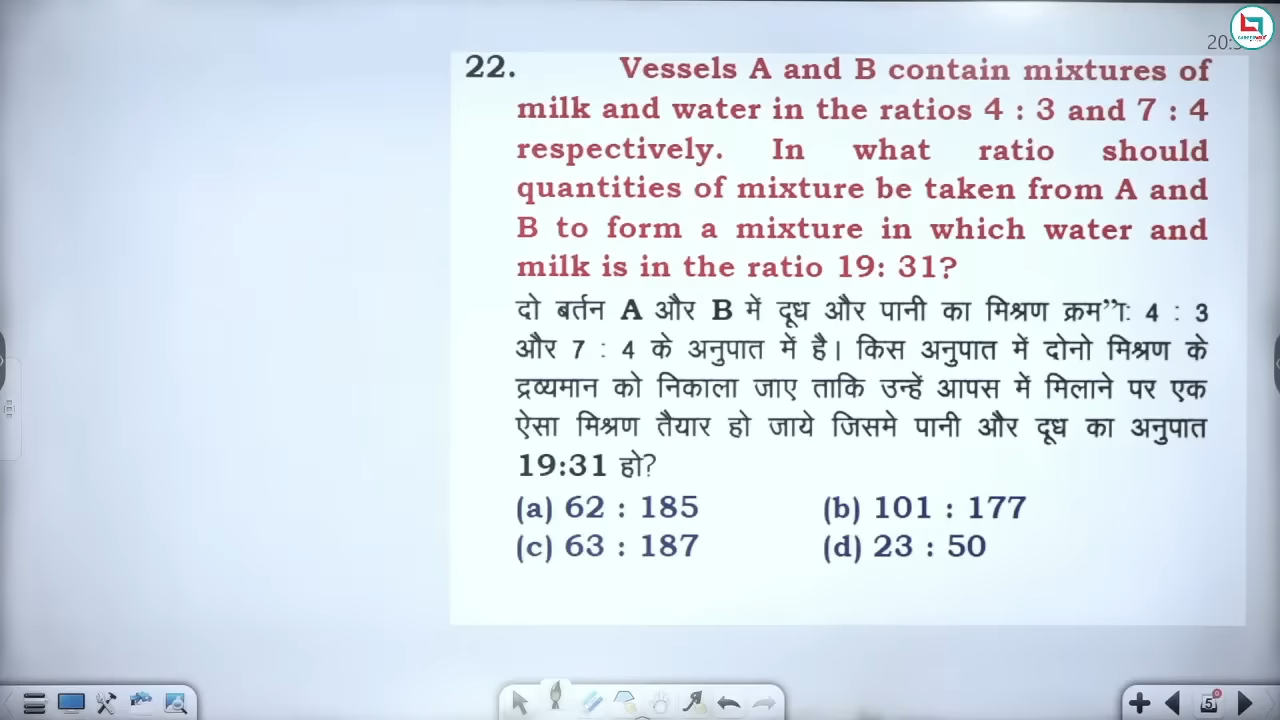 20:
22. Vessels A and B contain mixtures of
milk and water in the ratios 4 : 3 and 7 : 4
respectively. In what ratio should
quantities of mixture be taken from A and
B to form a mixture in which water and
milk is in the ratio 19: 31?
दो बर्तन A और B में दूध और पानी का मिश्रण क्रम”ा: 4 : 3
और 7 : 4 के अनुपात में है। किस अनुपात में दोनो मिश्रण के
द्रव्यमान को निकाला जाए ताकि उन्हें आपस में मिलाने पर एक
ऐसा मिश्रण तैयार हो जाये जिसमे पानी और दूध का अनुपात
19:31 हो?
(a) 62 : 185 (b) 101 : 177
(c) 63 : 187 (d) 23 : 50
5